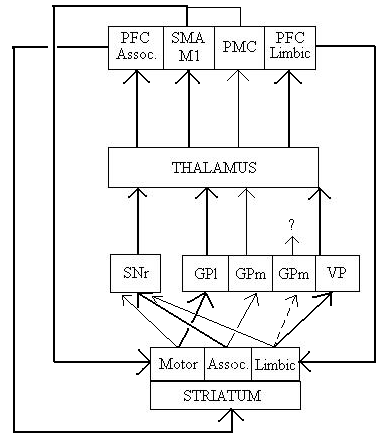 PFC SMA PMC PFC
Assoc. M1 Limbic
THALAMUS
?
SNr GPl GPm GPm VP
Motor Assoc. Limbic
STRIATUM